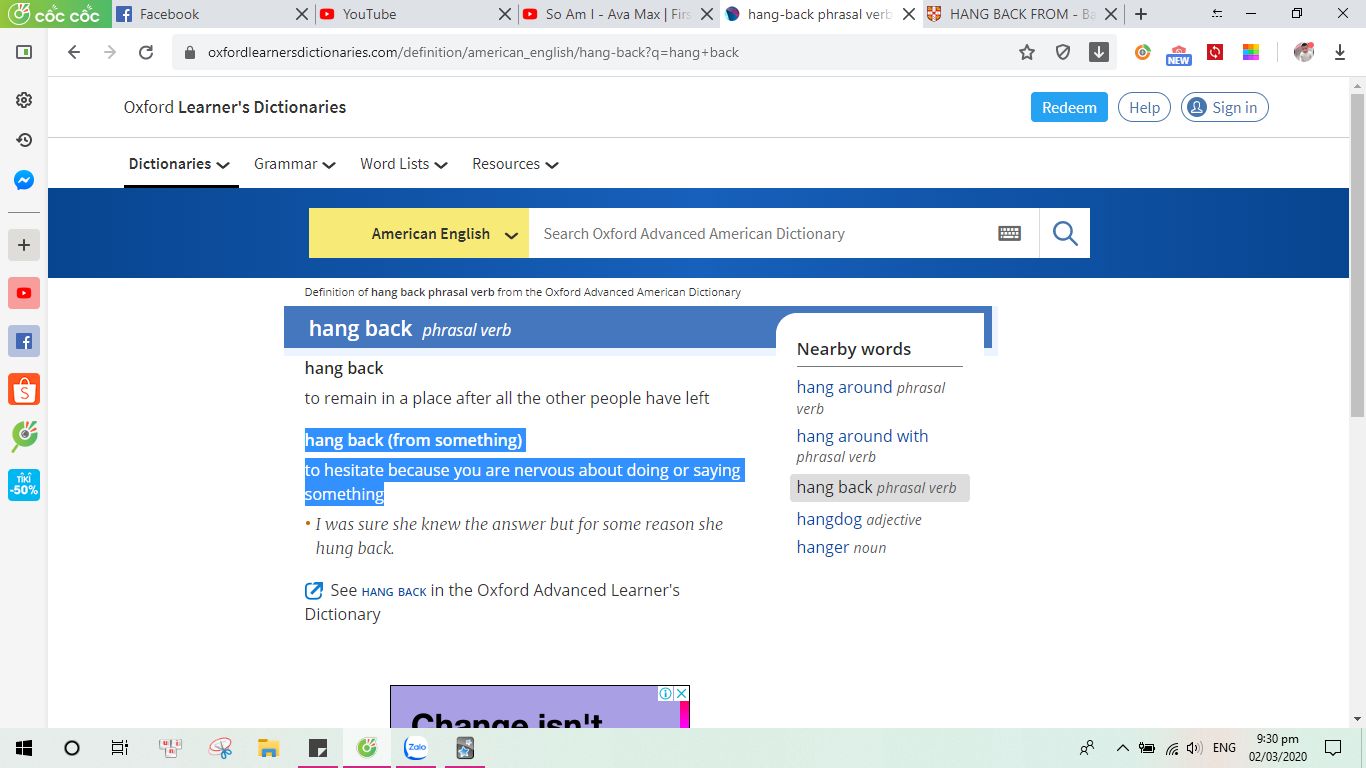 cốc cốc
Facebook
YouTube
So Am I - Ava Max | Firs
hang-back phrasal verb
HANG BACK FROM - Ba
oxfordlearnersdictionaries.com/definition/american_english/hang-back?q=hang+back
NEW
Oxford Learner's Dictionaries
Redeem
Help
Sign in
Dictionaries
Grammar
Word Lists
Resources
American English
Search Oxford Advanced American Dictionary
Definition of hang back phrasal verb from the Oxford Advanced American Dictionary
hang back phrasal verb
hang back
to remain in a place after all the other people have left
hang back (from something)
to hesitate because you are nervous about doing or saying
something
• I was sure she knew the answer but for some reason she
hung back.
See HANG BACK in the Oxford Advanced Learner's
Dictionary
Nearby words
hang around phrasal
verb
hang around with
phrasal verb
hang back phrasal verb
hangdog adjective
hanger noun
TIKI
-50%
Change isn't
Zalo
ENG
9:30 pm
02/03/2020